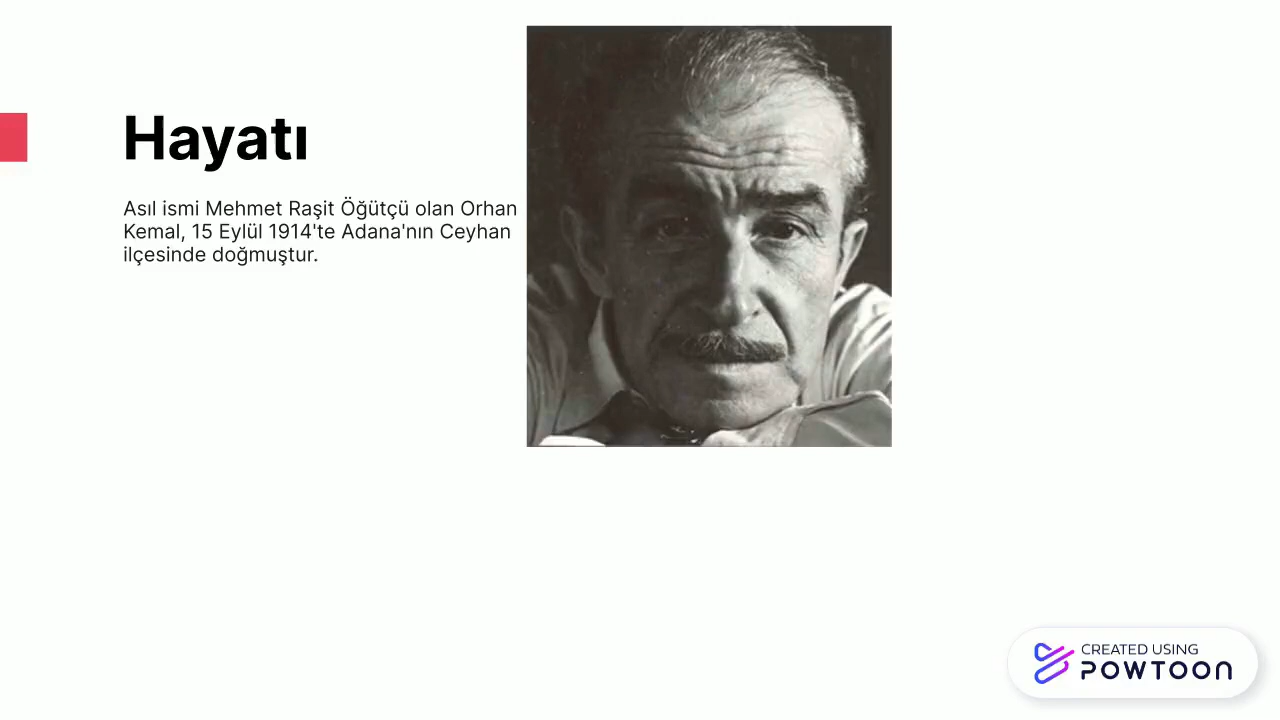 Hayatı
Asıl ismi Mehmet Raşit Öğütçü olan Orhan
Kemal, 15 Eylül 1914'te Adana'nın Ceyhan
ilçesinde doğmuştur.
CREATED USING
POWTOON